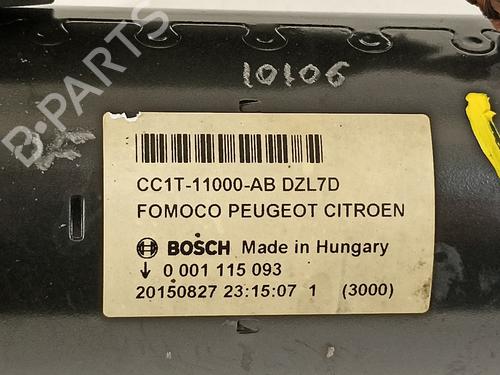 10106
CC1T-11000-AB DZL7D
FOMOCO PEUGEOT CITROEN
BOSCH Made in Hungary
0 001 115 093
20150827 23:15:07 1 (3000)
B-PARTS